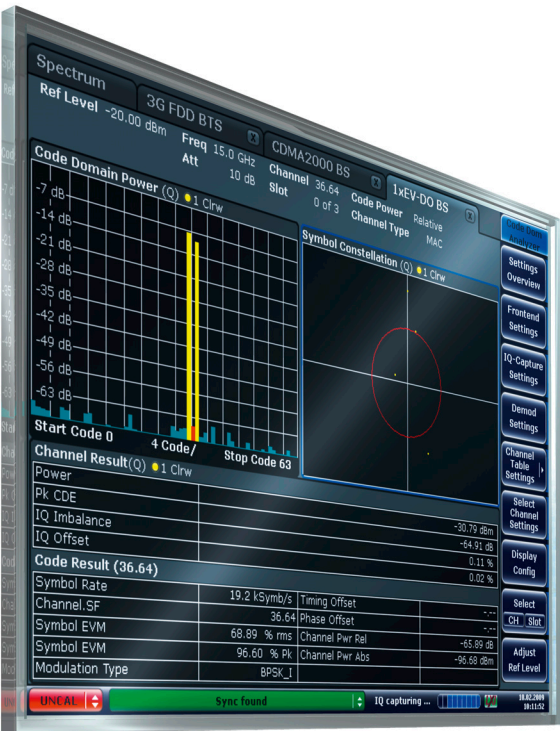 Spectrum
3G FDD BTS
CDMA2000 BS
1xEV-DO BS
Ref Level -20.00 dBm
Freq 15.0 GHz
Channel 36.64
Code Power Relative
Att 10 dB
Slot 0 of 3
Channel Type MAC
Code Domain Power (Q) 1 Clrw
-7 dB
-14 dB
-21 dB
-28 dB
-35 dB
-42 dB
-49 dB
-56 dB
-63 dB
Start Code 0
4 Code/
Stop Code 63
Symbol Constellation (Q) 1 Clrw
Channel Result(Q) 1 Clrw
Power -30.79 dBm
Pk CDE -64.91 dB
IQ Imbalance 0.11 %
IQ Offset 0.02 %
Code Result (36.64)
Symbol Rate 19.2 kSymb/s Timing Offset -.--
Channel.SF 36.64 Phase Offset -.--
Symbol EVM 68.89 % rms Channel Pwr Rel -65.89 dB
Symbol EVM 96.60 % Pk Channel Pwr Abs -96.68 dBm
Modulation Type BPSK_I
UNCAL
Sync found
IQ capturing ...
10.02.2009
10:11:52
Code Dom
Analyzer
Settings
Overview
Frontend
Settings
IQ-Capture
Settings
Demod
Settings
Channel
Table
Settings
Select
Channel
Settings
Display
Config
Select
CH Slot
Adjust
Ref Level